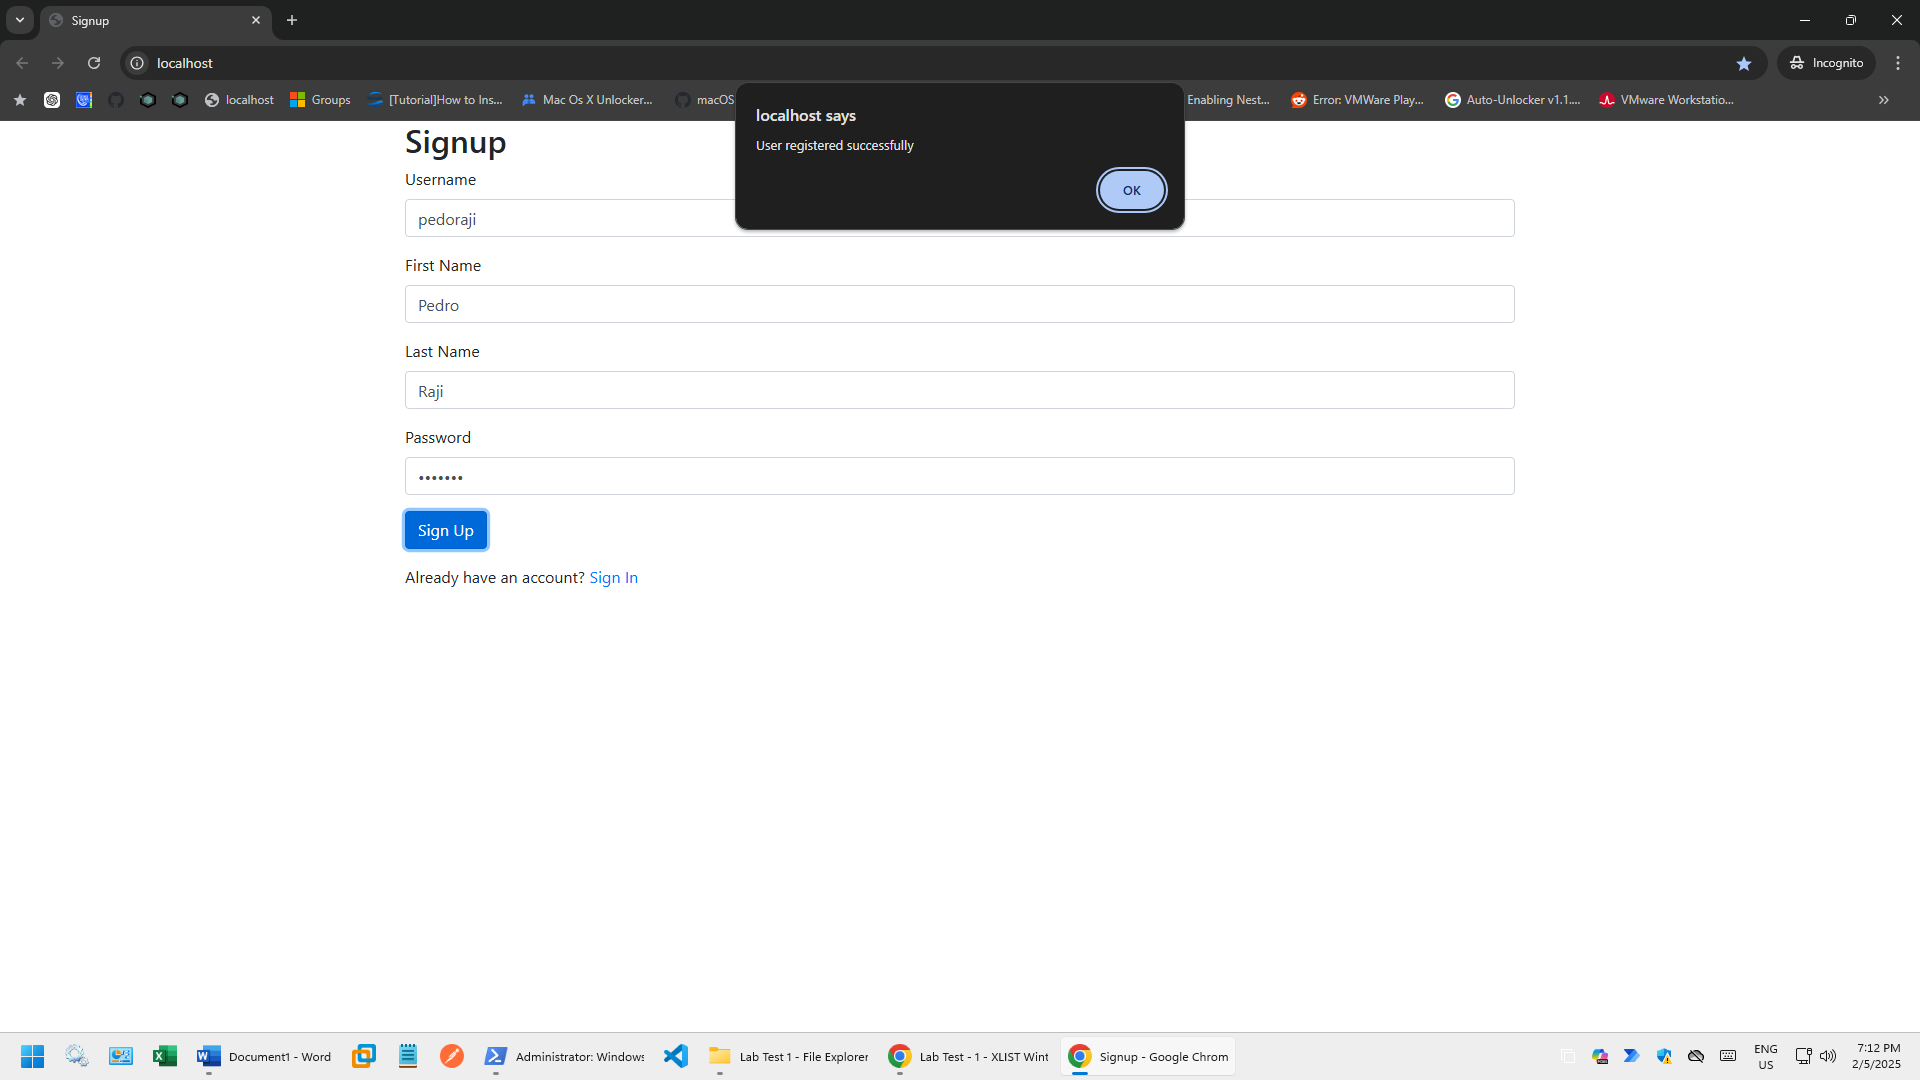 Signup
localhost
Incognito
localhost
Groups
[Tutorial]How to Ins...
Mac Os X Unlocker...
macOS
Enabling Nest...
Error: VMWare Play...
Auto-Unlocker v1.1....
VMware Workstatio...
localhost says
User registered successfully
OK
Signup
Username
pedoraji
First Name
Pedro
Last Name
Raji
Password
•••••••
Sign Up
Already have an account? Sign In
Document1 - Word
Administrator: Windows
Lab Test 1 - File Explorer
Lab Test - 1 - XLIST Wint
Signup - Google Chrom
ENG
US
7:12 PM
2/5/2025